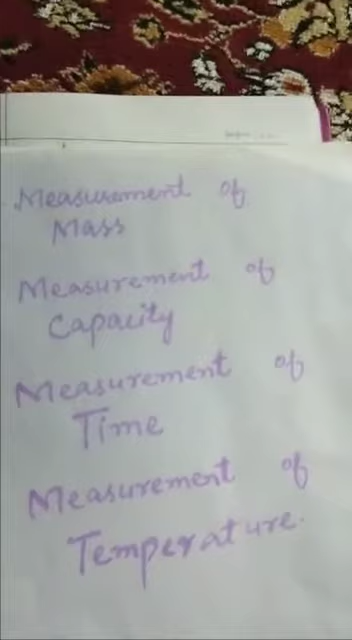 Measurement of
Mass
Measurement of
Capacity
Measurement of
Time
Measurement of
Temperature.